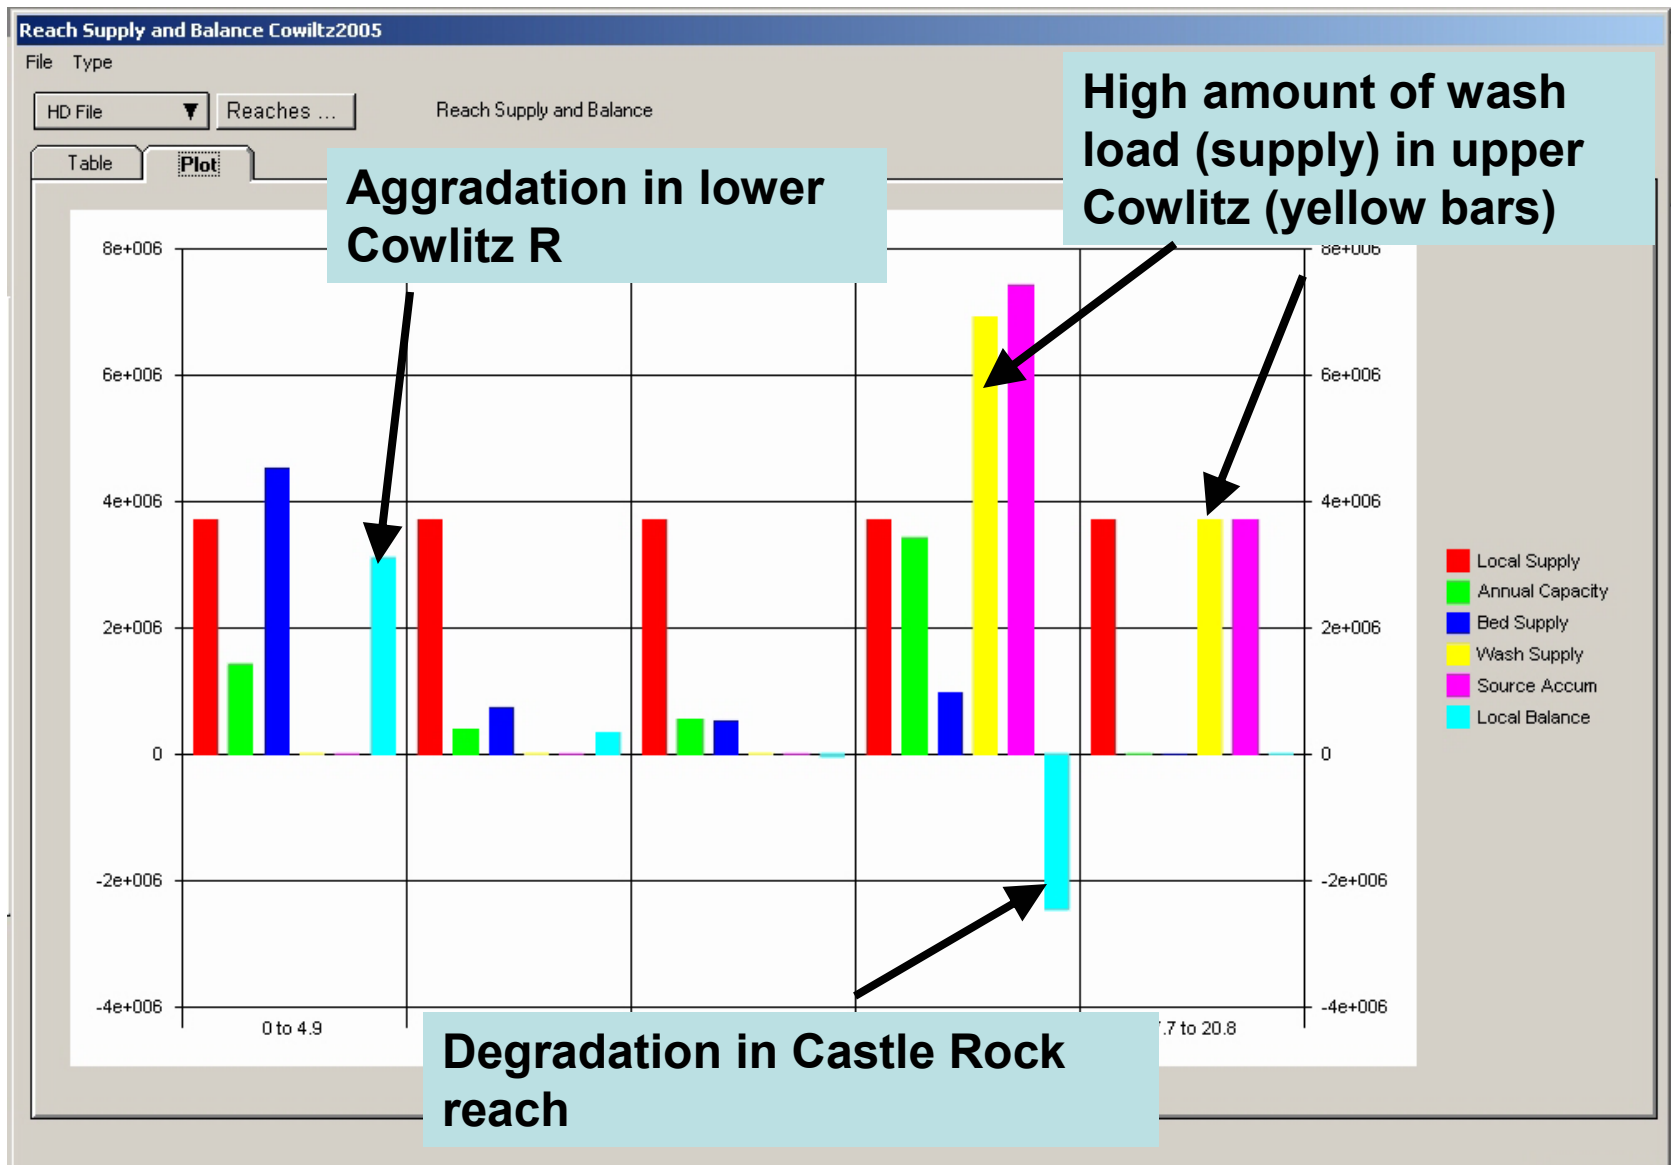 Reach Supply and Balance Cowiltz2005
File Type
HD File Reaches ... Reach Supply and Balance
Table Plot
Aggradation in lower
Cowlitz R
High amount of wash
load (supply) in upper
Cowlitz (yellow bars)
8e+006 8e+006
6e+006 6e+006
4e+006 4e+006
2e+006 2e+006
0 0
-2e+006 -2e+006
-4e+006 -4e+006
0 to 4.9 .7 to 20.8
Local Supply
Annual Capacity
Bed Supply
Wash Supply
Source Accum
Local Balance
Degradation in Castle Rock
reach